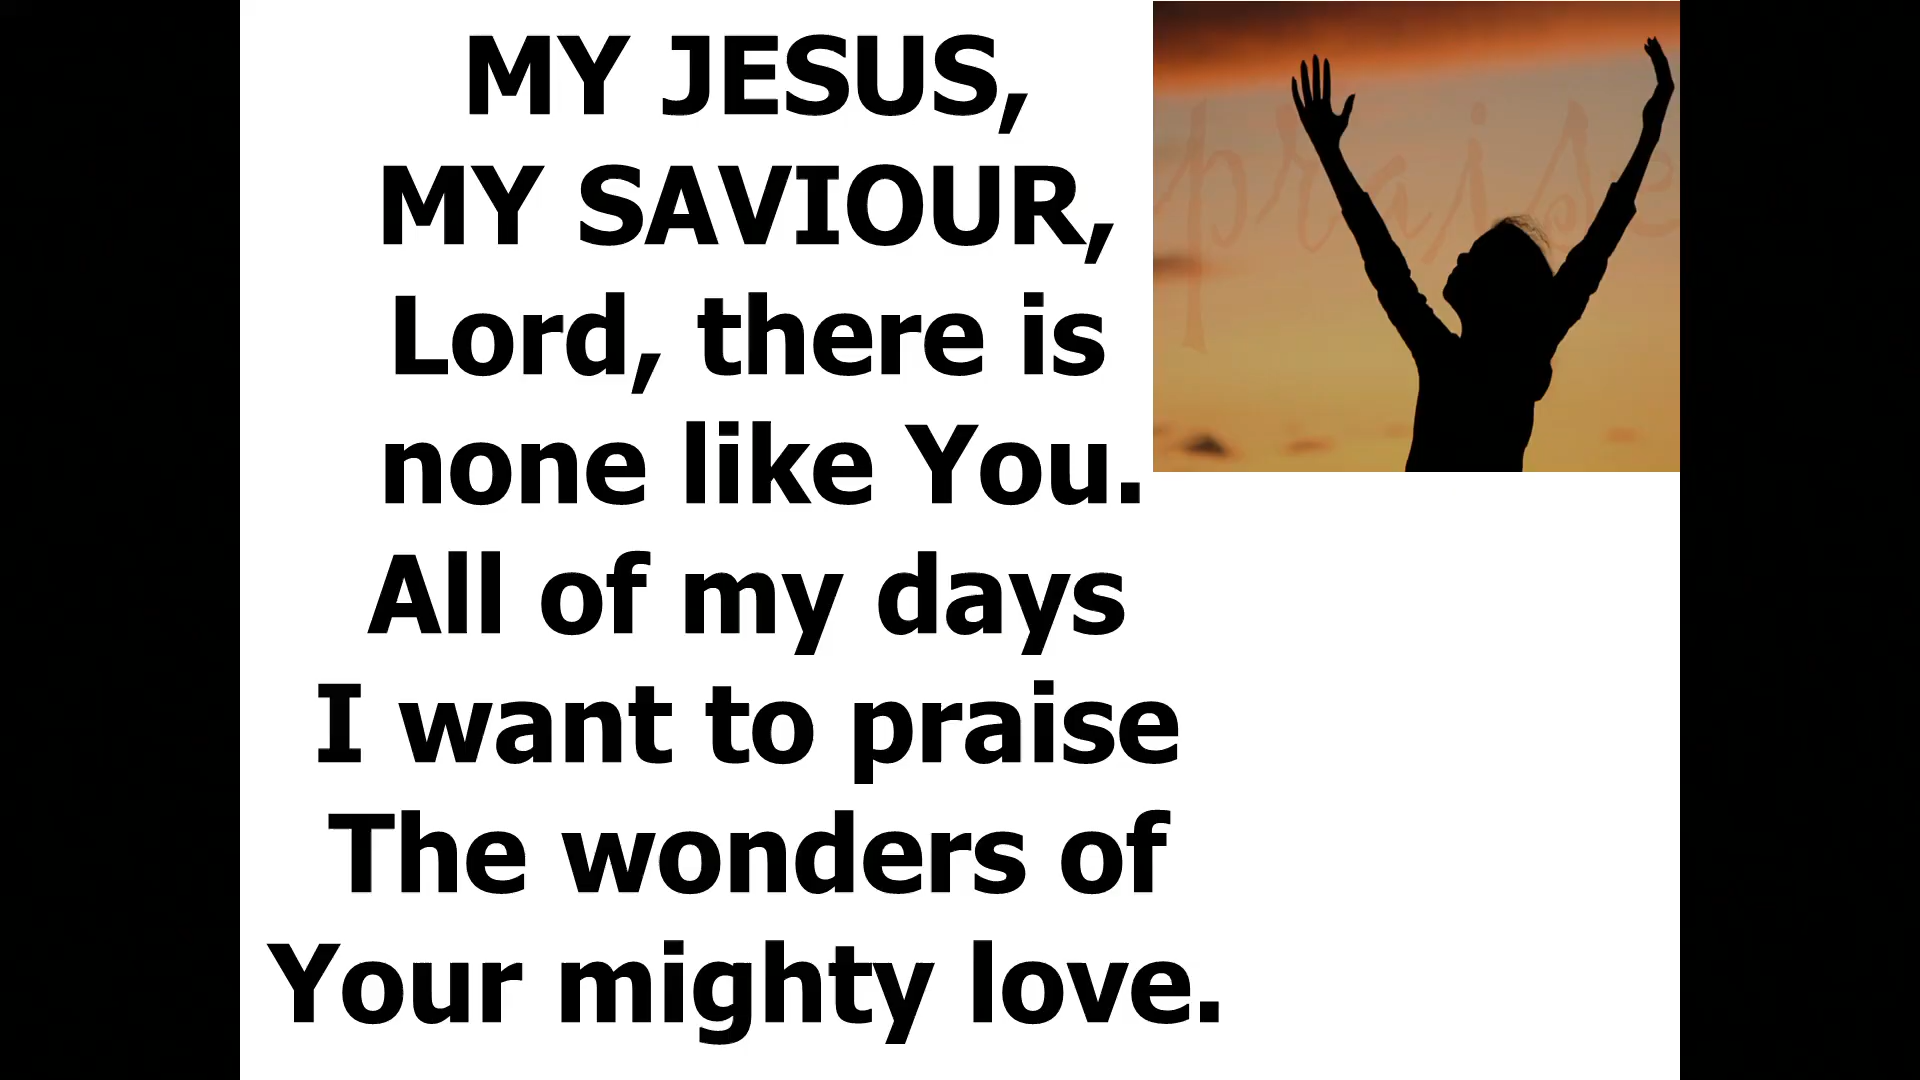 MY JESUS,
MY SAVIOUR,
Lord, there is
none like You.
All of my days
I want to praise
The wonders of
Your mighty love.
praise